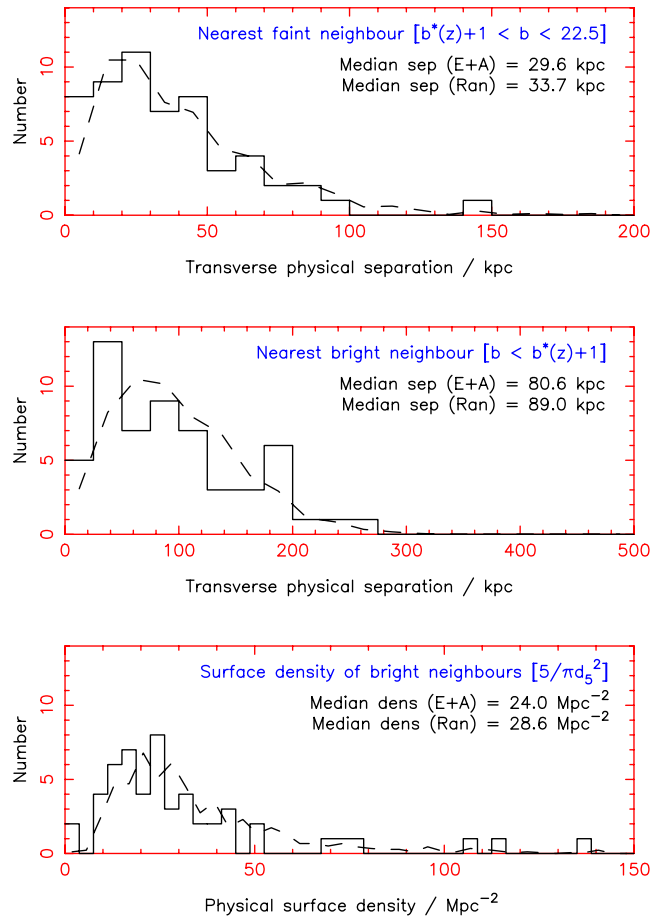 Nearest faint neighbour [b*(z)+1 < b < 22.5]
Median sep (E+A) = 29.6 kpc
Median sep (Ran) = 33.7 kpc
Number
10
5
0
0 50 100 150 200
Transverse physical separation / kpc
Nearest bright neighbour [b < b*(z)+1]
Median sep (E+A) = 80.6 kpc
Median sep (Ran) = 89.0 kpc
Number
10
5
0
0 100 200 300 400 500
Transverse physical separation / kpc
Surface density of bright neighbours [5/πd₅²]
Median dens (E+A) = 24.0 Mpc⁻²
Median dens (Ran) = 28.6 Mpc⁻²
Number
10
5
0
0 50 100 150
Physical surface density / Mpc⁻²